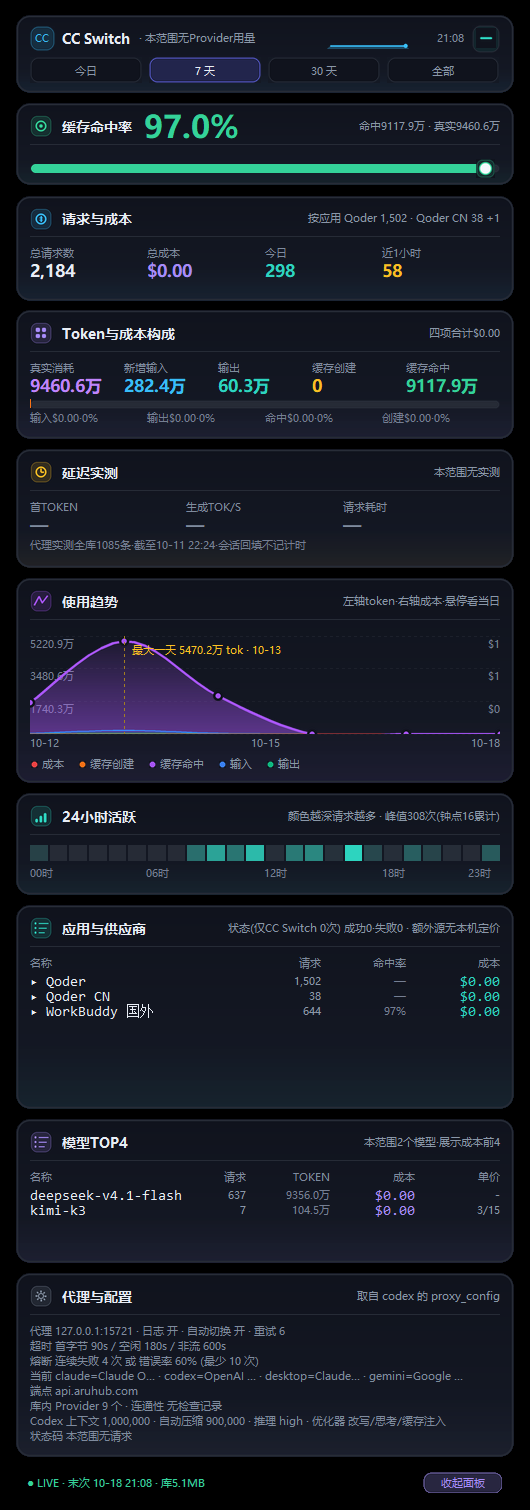 CC CC Switch · 本范围无Provider用量 21:08
今日 7 天 30 天 全部
缓存命中率 97.0% 命中9117.9万 · 真实9460.6万
请求与成本 按应用 Qoder 1,502 · Qoder CN 38 +1
总请求数 总成本 今日 近1小时
2,184 $0.00 298 58
Token与成本构成 四项合计$0.00
真实消耗 新增输入 输出 缓存创建 缓存命中
9460.6万 282.4万 60.3万 0 9117.9万
输入$0.00·0% 输出$0.00·0% 命中$0.00·0% 创建$0.00·0%
延迟实测 本范围无实测
首TOKEN 生成TOK/S 请求耗时
— — —
代理实测全库1085条·截至10-11 22:24·会话回填不记计时
使用趋势 左轴token·右轴成本·悬停看当日
5220.9万 $1
最大一天 5470.2万 tok · 10-13
3480.6万 $1
1740.3万 $0
10-12 10-15 10-18
成本 缓存创建 缓存命中 输入 输出
24小时活跃 颜色越深请求越多 · 峰值308次(钟点16累计)
00时 06时 12时 18时 23时
应用与供应商 状态(仅CC Switch 0次) 成功0·失败0 · 额外源无本机定价
名称 请求 命中率 成本
▸ Qoder 1,502 — $0.00
▸ Qoder CN 38 — $0.00
▸ WorkBuddy 国外 644 97% $0.00
模型TOP4 本范围2个模型·展示成本前4
名称 请求 TOKEN 成本 单价
deepseek-v4.1-flash 637 9356.0万 $0.00 -
kimi-k3 7 104.5万 $0.00 3/15
代理与配置 取自 codex 的 proxy_config
代理 127.0.0.1:15721 · 日志 开 · 自动切换 开 · 重试 6
超时 首字节 90s / 空闲 180s / 非流 600s
熔断 连续失败 4 次 或 错误率 60% (最少 10 次)
当前 claude=Claude O... · codex=OpenAI ... · desktop=Claude... · gemini=Google ...
端点 api.aruhub.com
库内 Provider 9 个 · 连通性 无检查记录
Codex 上下文 1,000,000 · 自动压缩 900,000 · 推理 high · 优化器 改写/思考/缓存注入
状态码 本范围无请求
● LIVE · 末次 10-18 21:08 · 库5.1MB 收起面板